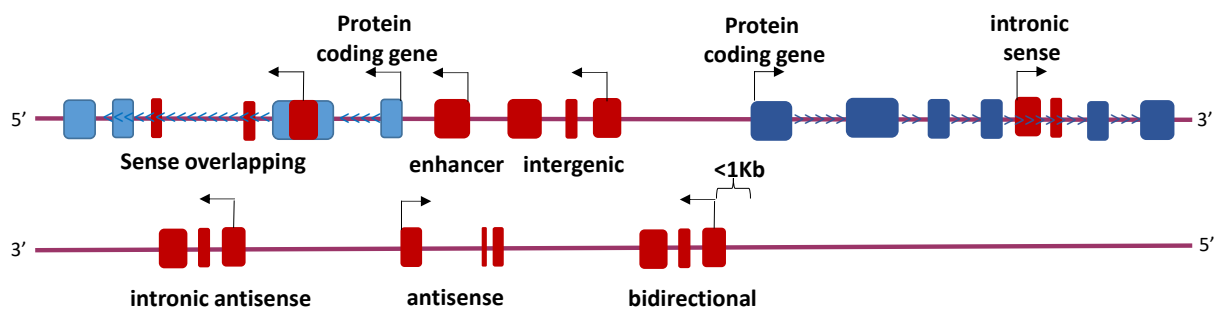 Protein
coding gene
Protein
coding gene
intronic
sense
5’
3’
Sense overlapping
enhancer
intergenic
<1Kb
3’
5’
intronic antisense
antisense
bidirectional